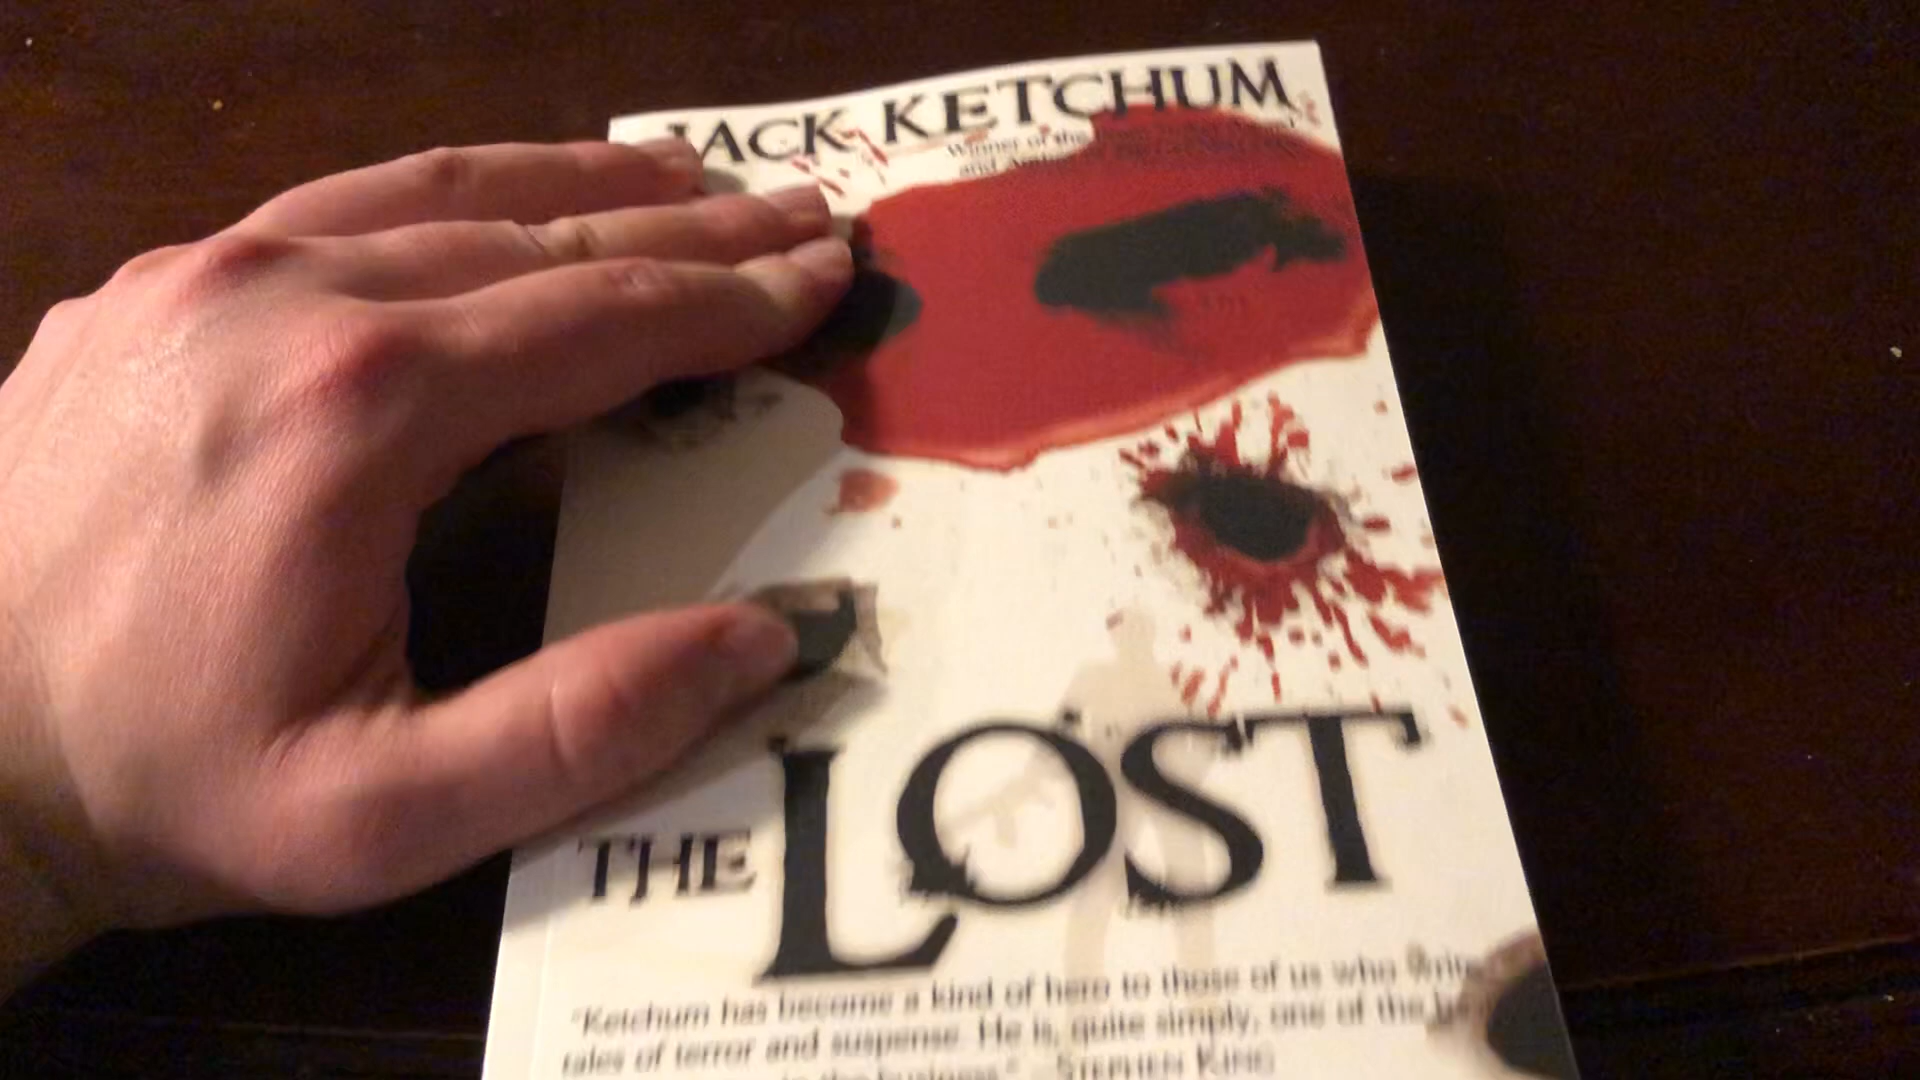 JACK KETCHUM
Winner of the
and
THE LOST
"Ketchum has become a kind of hero to those of us who write
tales of terror and suspense. He is, quite simply, one of the
in the business." —STEPHEN KING